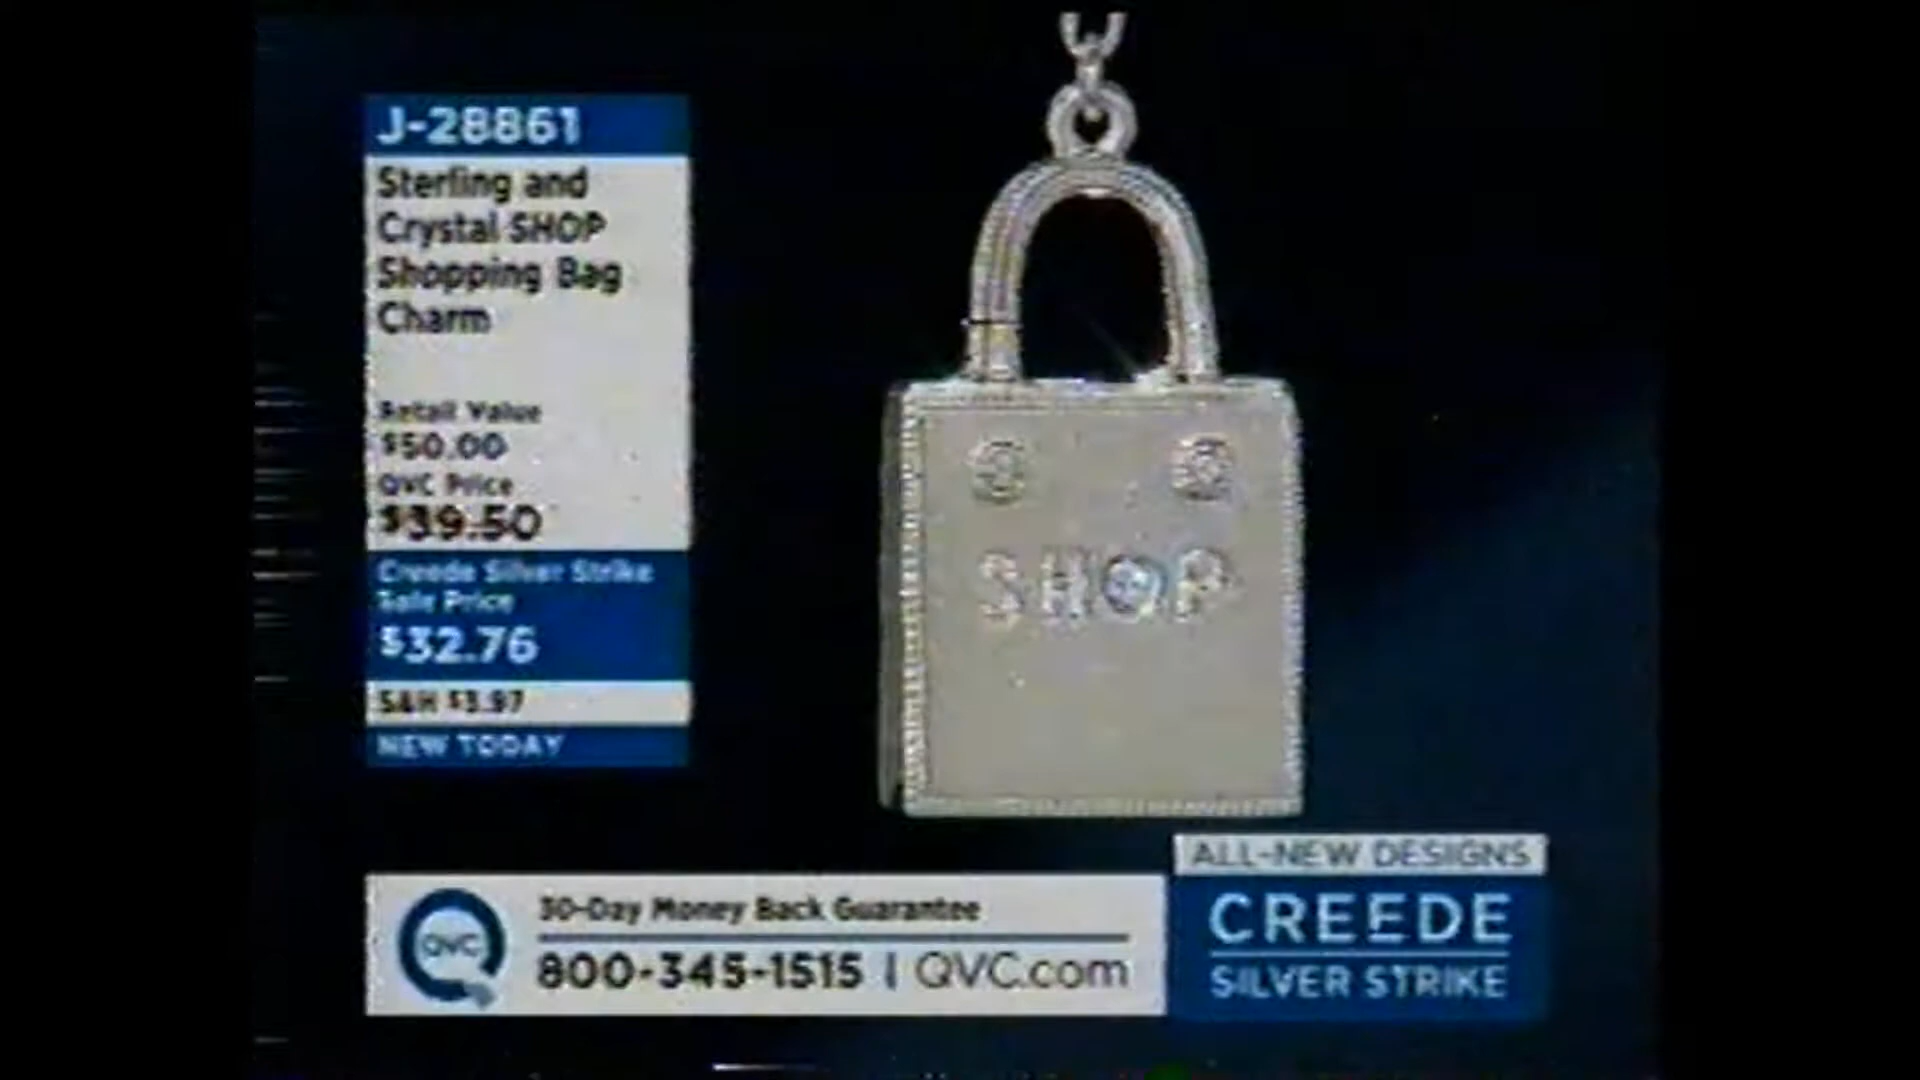 J-28861
Sterling and
Crystal SHOP
Shopping Bag
Charm
Retail Value
$50.00
QVC Price
$39.50
Creede Silver Strike
Sale Price
$32.76
S&H $3.97
NEW TODAY
SHOP
ALL-NEW DESIGNS
CREEDE
SILVER STRIKE
QVC
30-Day Money Back Guarantee
800-345-1515 | QVC.com